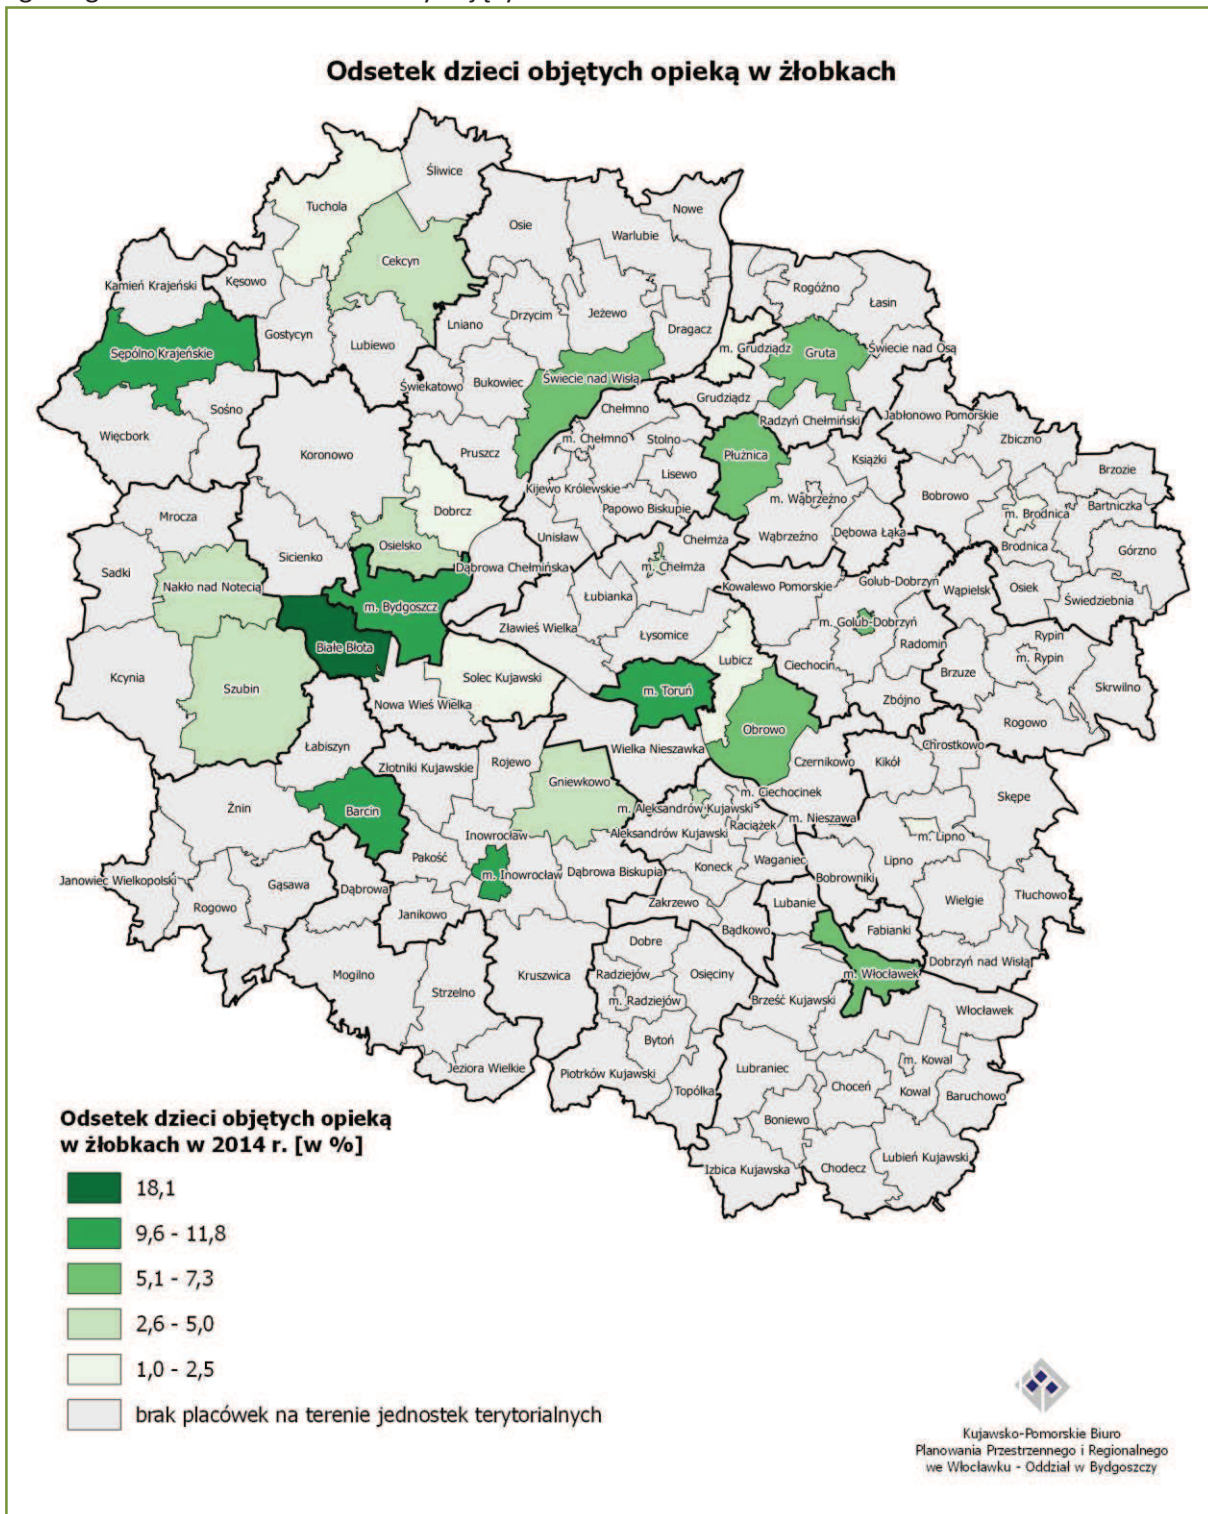 Odsetek dzieci objętych opieką w żłobkach
Śliwice
Tuchola
Nowe
Osie
Warlubie
Cekcyn
Kamień Krajeński
Kęsowo
Rogóźno
Łasin
Drzycim
Jeżewo
Lniano
Dragacz
Gostycyn
Lubiewo
Sępólno Krajeńskie
m. Grudziądz
Gruta
Świecie nad Osą
Świekatowo
Bukowiec
Świecie nad Wisłą
Grudziądz
Sośno
Chełmno
Radzyń Chełmiński
Jabłonowo Pomorskie
Więcbork
m. Chełmno
Stolno
Zbiczno
Koronowo
Pruszcz
Płużnica
Książki
Lisewo
Brzozie
Kijewo Królewskie
m. Wąbrzeźno
Bobrowo
Bartniczka
Mrocza
Dobrcz
Papowo Biskupie
m. Brodnica
Sicienko
Osielsko
Unisław
Chełmża
Wąbrzeźno
Dębowa Łąka
Brodnica
Górzno
Sadki
Dąbrowa Chełmińska
m. Chełmża
Nakło nad Notecią
Kowalewo Pomorskie
Golub-Dobrzyń
Wąpielsk
Osiek
m. Bydgoszcz
Łubianka
Świedziebnia
Zławieś Wielka
Łysomice
m. Golub-Dobrzyń
Białe Błota
Radomin
Rypin
Kcynia
Szubin
Solec Kujawski
Lubicz
Ciechocin
Brzuze
m. Rypin
Nowa Wieś Wielka
m. Toruń
Zbójno
Skrwilno
Łabiszyn
Obrowo
Rogowo
Wielka Nieszawka
Chrostkowo
Złotniki Kujawskie
Rojewo
Czernikowo
Kikół
Gniewkowo
Skępe
Żnin
Barcin
m. Ciechocinek
m. Aleksandrów Kujawski
Raciążek
m. Nieszawa
Inowrocław
Aleksandrów Kujawski
m. Lipno
Pakość
m. Inowrocław
Dąbrowa Biskupia
Koneck
Waganiec
Lipno
Janowiec Wielkopolski
Gąsawa
Dąbrowa
Bobrowniki
Rogowo
Janikowo
Zakrzewo
Lubanie
Wielgie
Tłuchowo
Bądkowo
Fabianki
Dobre
Mogilno
Kruszwica
Radziejów
Osięciny
m. Włocławek
Dobrzyń nad Wisłą
Strzelno
m. Radziejów
Brześć Kujawski
Włocławek
Bytoń
Jeziora Wielkie
Piotrków Kujawski
Lubraniec
m. Kowal
Topólka
Choceń
Kowal
Baruchowo
Boniewo
Izbica Kujawska
Chodecz
Lubień Kujawski
Odsetek dzieci objętych opieką
w żłobkach w 2014 r. [w %]
18,1
9,6 - 11,8
5,1 - 7,3
2,6 - 5,0
1,0 - 2,5
brak placówek na terenie jednostek terytorialnych
Kujawsko-Pomorskie Biuro
Planowania Przestrzennego i Regionalnego
we Włocławku - Oddział w Bydgoszczy